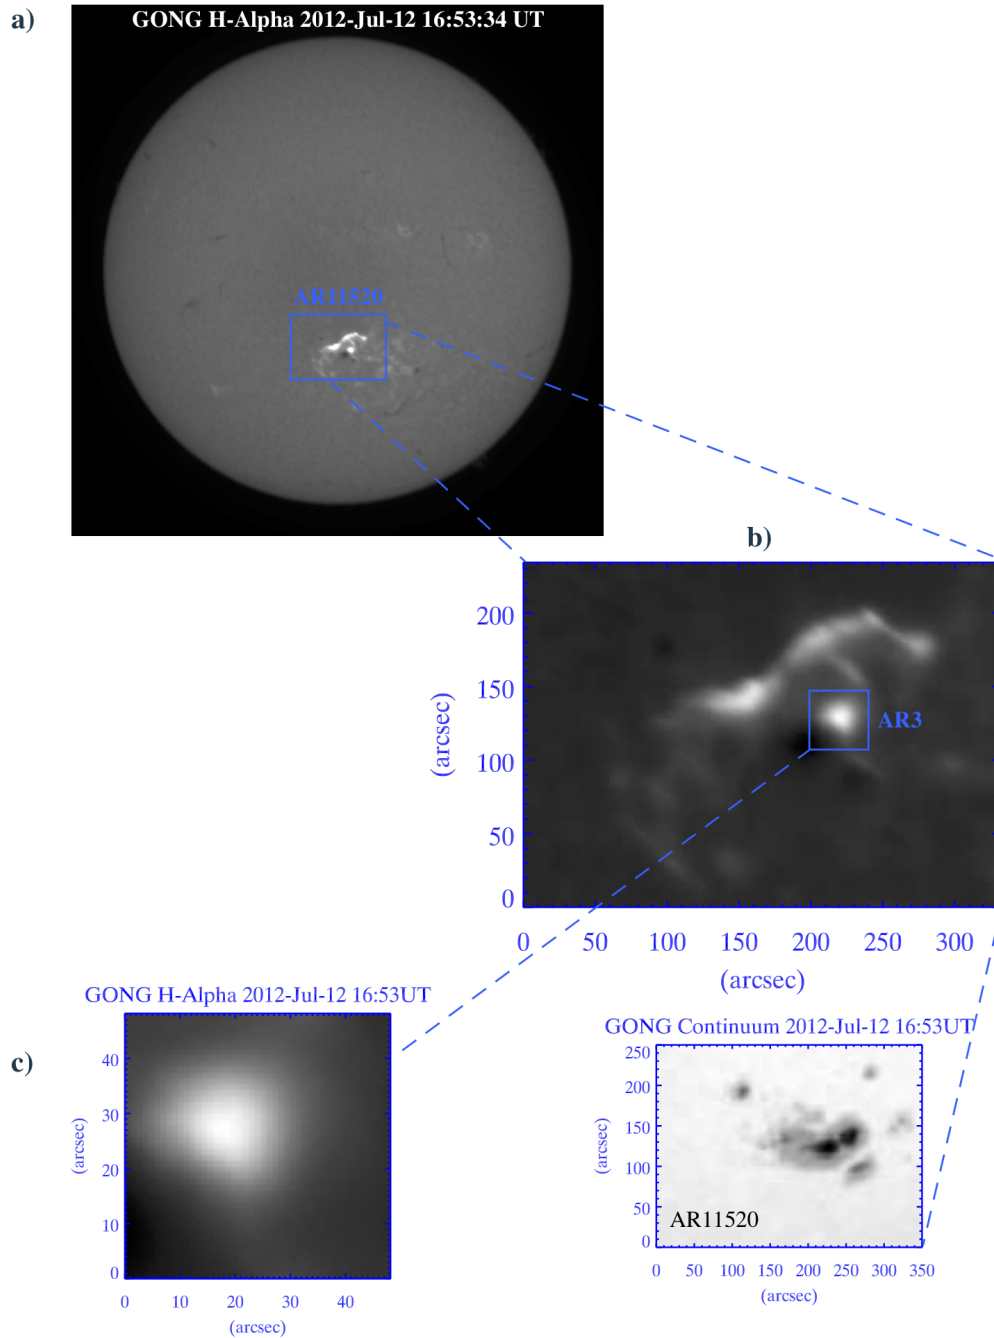 a)
GONG H-Alpha 2012-Jul-12 16:53:34 UT
AR11520
b)
200
150
100
50
0
(arcsec)
AR3
0 50 100 150 200 250 300
(arcsec)
GONG H-Alpha 2012-Jul-12 16:53UT
c)
40
30
20
10
0
(arcsec)
0 20 40
(arcsec)
GONG Continuum 2012-Jul-12 16:53UT
250
200
150
100
50
0
(arcsec)
AR11520
0 50 100 150 200 250 300 350
(arcsec)